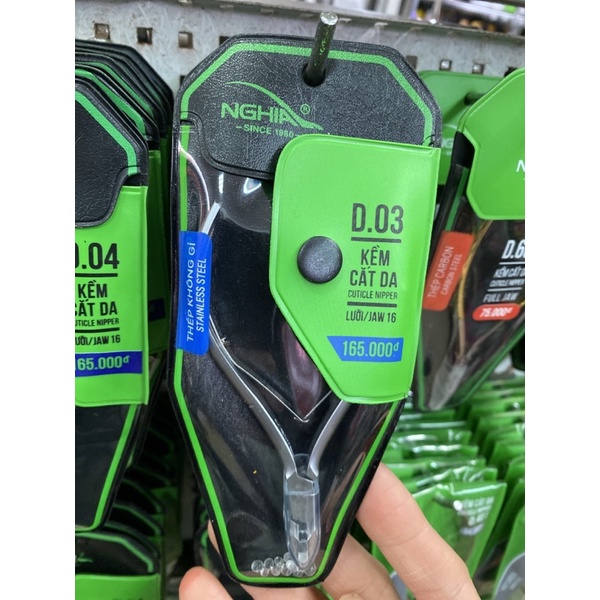 NGHIA®
SINCE 1980
D.03
KỀM
CẮT DA
CUTICLE NIPPER
LƯỠI/JAW 16
165.000đ
THÉP KHÔNG GỈ
STAINLESS STEEL
D.04
KỀM
CẮT DA
CUTICLE NIPPER
LƯỠI/JAW 16
165.000đ
THÉP CARBON
CARBON STEEL
KỀM CẮT DA
CUTICLE NIPPER
FULL JAW
75.000đ